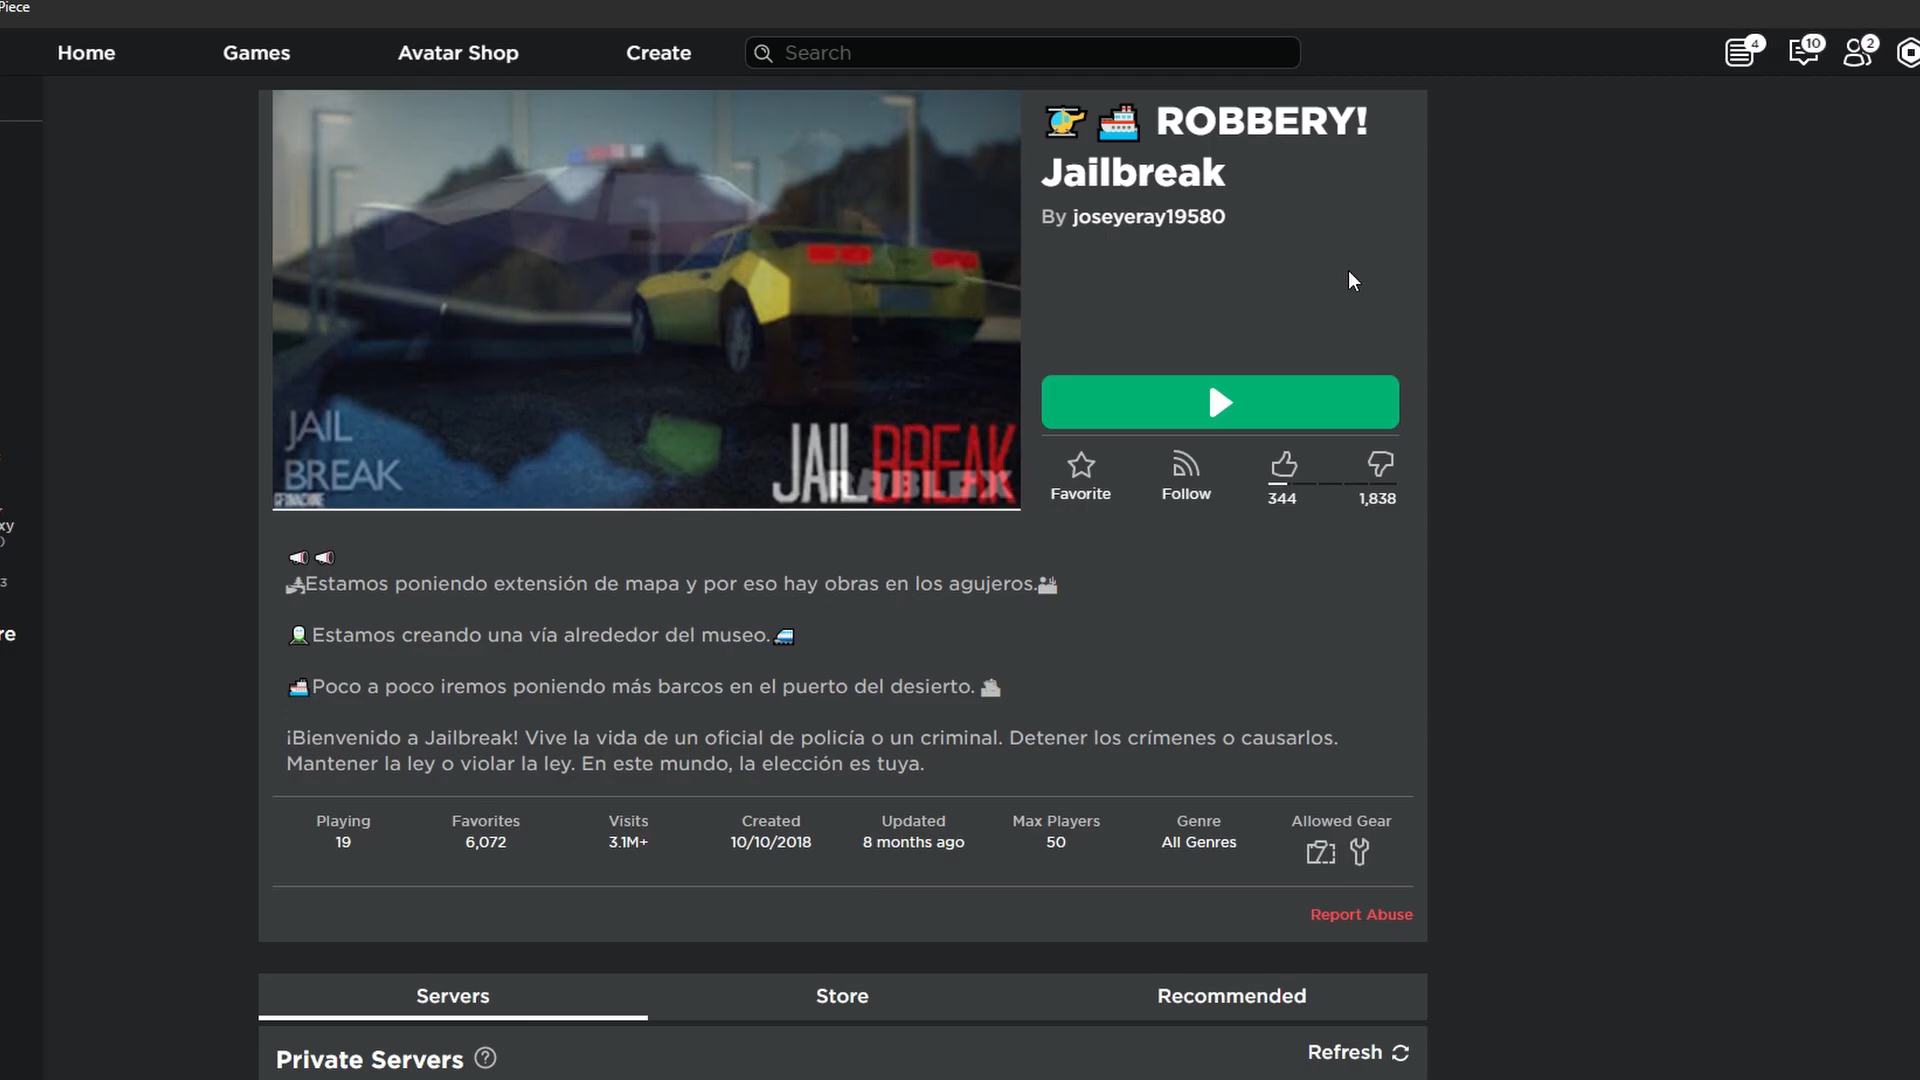 Piece
Home Games Avatar Shop Create Search 4 10 2
ROBBERY!
Jailbreak
By joseyeray19580
JAIL
BREAK
JAILBREAK
Favorite Follow 344 1,838
Estamos poniendo extensión de mapa y por eso hay obras en los agujeros.
Estamos creando una vía alrededor del museo.
Poco a poco iremos poniendo más barcos en el puerto del desierto.
¡Bienvenido a Jailbreak! Vive la vida de un oficial de policía o un criminal. Detener los crímenes o causarlos.
Mantener la ley o violar la ley. En este mundo, la elección es tuya.
Playing Favorites Visits Created Updated Max Players Genre Allowed Gear
19 6,072 3.1M+ 10/10/2018 8 months ago 50 All Genres
Report Abuse
Servers Store Recommended
Private Servers Refresh
xy
)
3
re